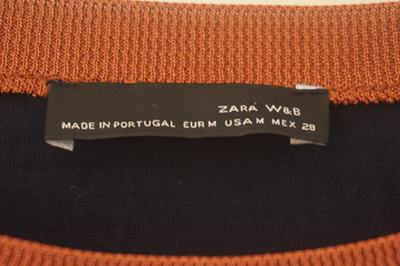 ZARA W&B
MADE IN PORTUGAL EUR M USA M MEX 28